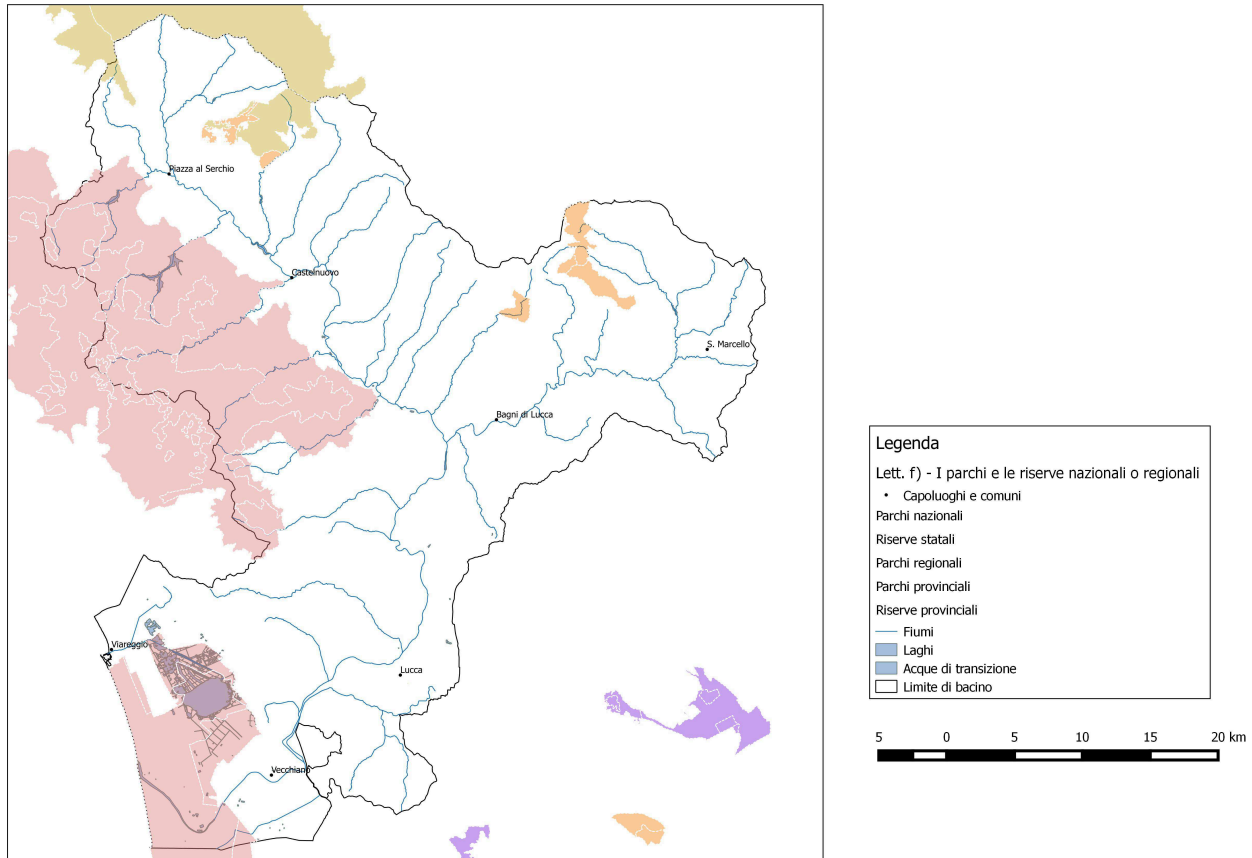 Piazza al Serchio
Castelnuovo
S. Marcello
Bagni di Lucca
Viareggio
Lucca
Vecchiano
Legenda
Lett. f) - I parchi e le riserve nazionali o regionali
Capoluoghi e comuni
Parchi nazionali
Riserve statali
Parchi regionali
Parchi provinciali
Riserve provinciali
Fiumi
Laghi
Acque di transizione
Limite di bacino
5 0 5 10 15 20 km